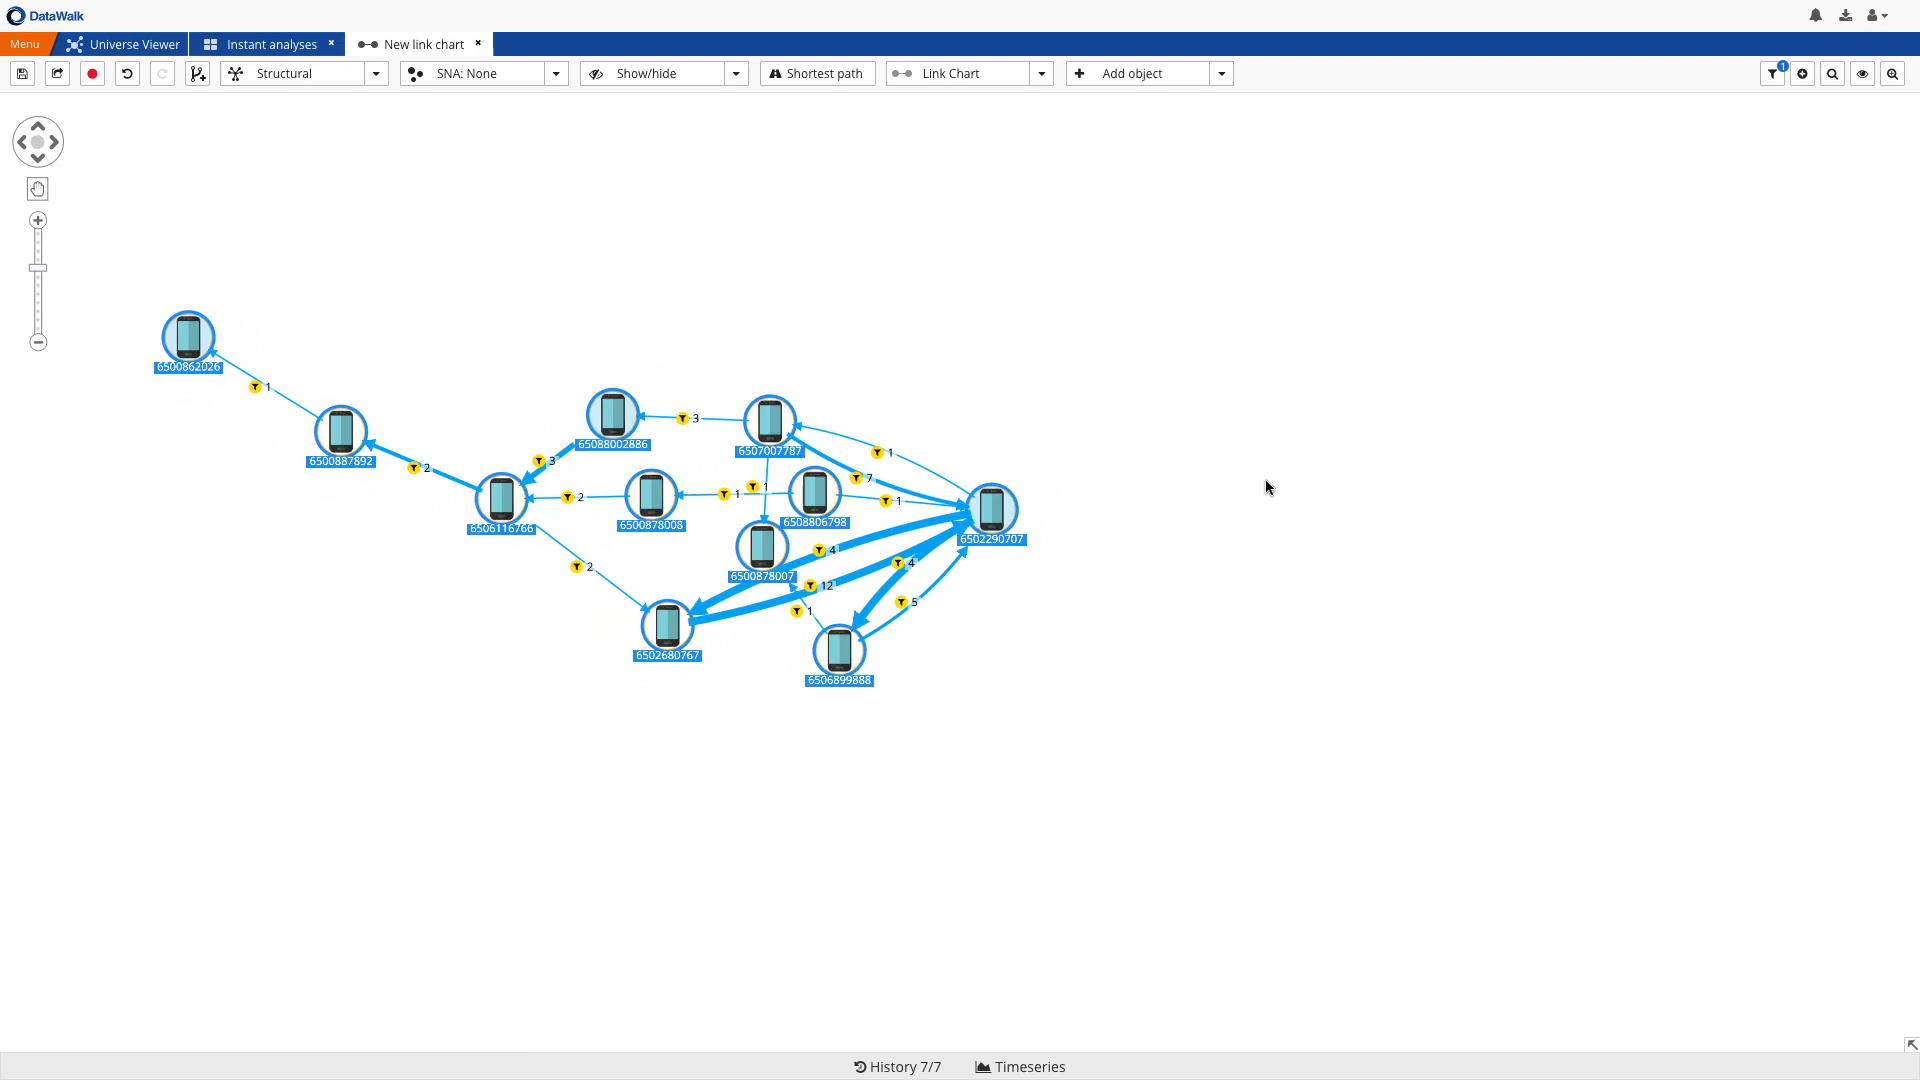 DataWalk
Menu
Universe Viewer
Instant analyses
New link chart
Structural
SNA: None
Show/hide
Shortest path
Link Chart
Add object
1
6500862026
1
6500887892
2
65088002886
3
6507007787
3
1
7
6506116766
2
6500878008
1
1
6508806798
1
6502290707
6500878007
4
4
2
12
1
5
6502680767
6506899888
History 7/7
Timeseries